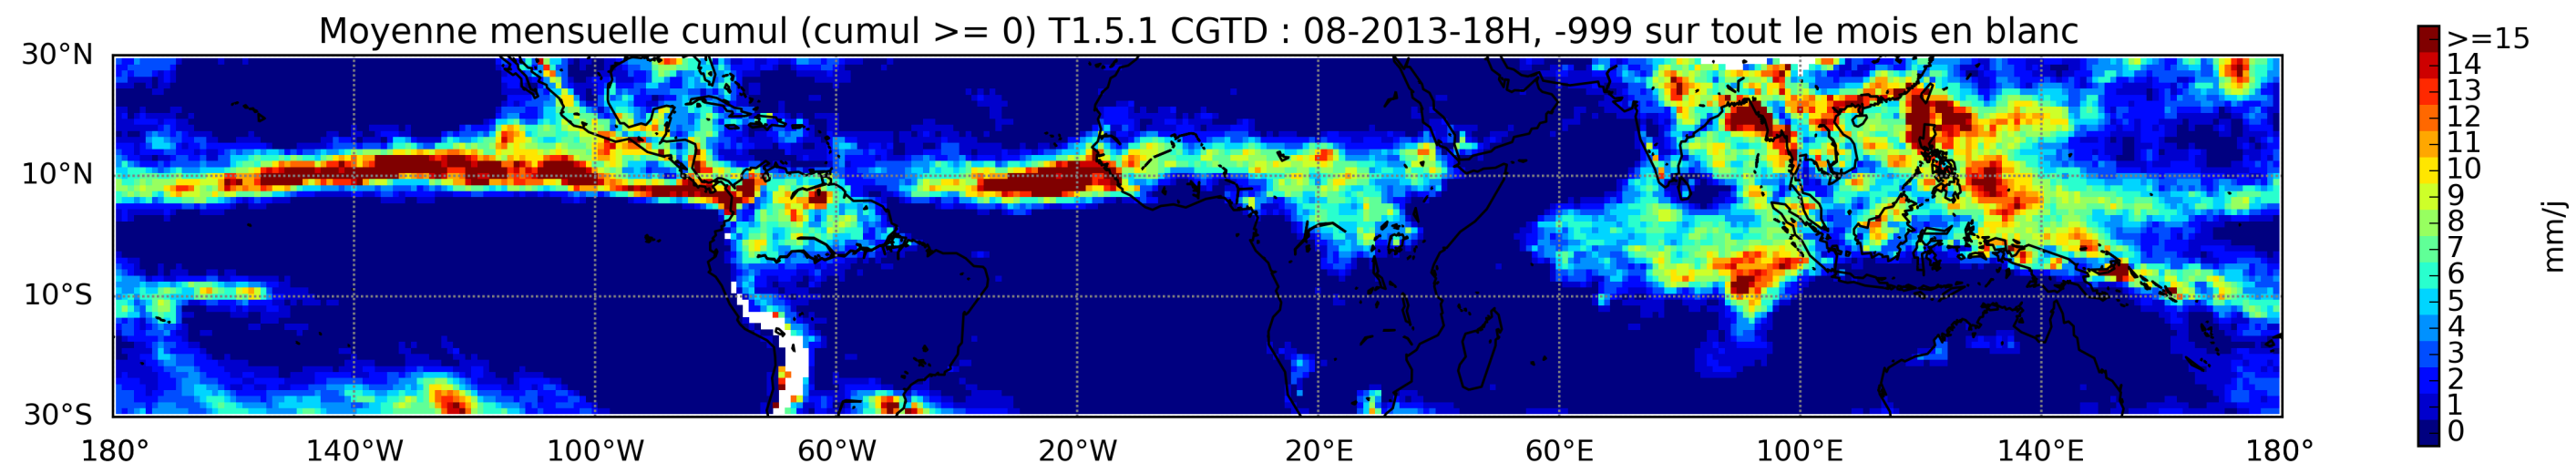 Moyenne mensuelle cumul (cumul >= 0) T1.5.1 CGTD : 08-2013-18H, -999 sur tout le mois en blanc
30°N
10°N
10°S
30°S
180° 140°W 100°W 60°W 20°W 20°E 60°E 100°E 140°E 180°
>=15
14
13
12
11
10
9
8
7
6
5
4
3
2
1
0
mm/j